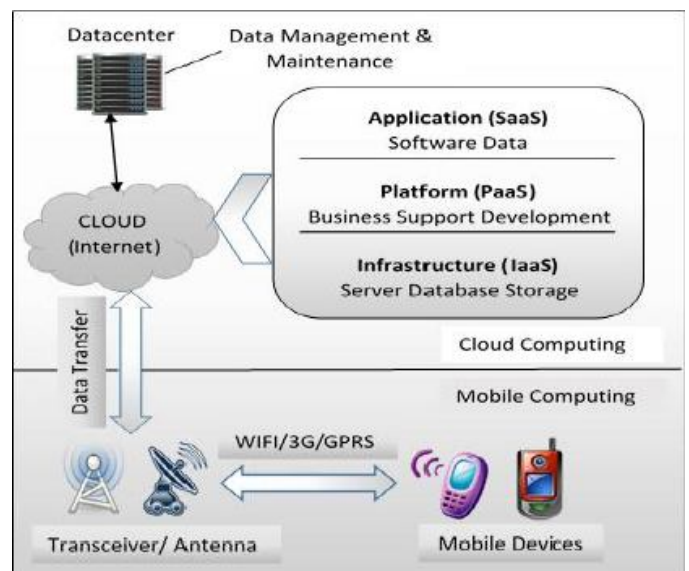 Datacenter
Data Management &
Maintenance
Application (SaaS)
Software Data
Platform (PaaS)
Business Support Development
Infrastructure (IaaS)
Server Database Storage
CLOUD
(Internet)
Data Transfer
Cloud Computing
Mobile Computing
WIFI/3G/GPRS
Transceiver/ Antenna
Mobile Devices